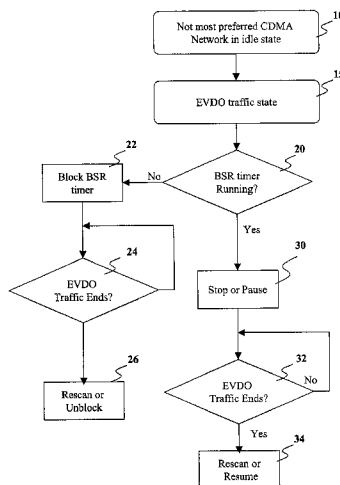 10
Not most preferred CDMA
Network in idle state
15
EVDO traffic state
22
20
Block BSR
timer
No
BSR timer
Running?
Yes
24
30
EVDO
Traffic Ends?
Stop or Pause
26
32
Rescan or
Unblock
EVDO
Traffic Ends?
No
Yes
34
Rescan or
Resume